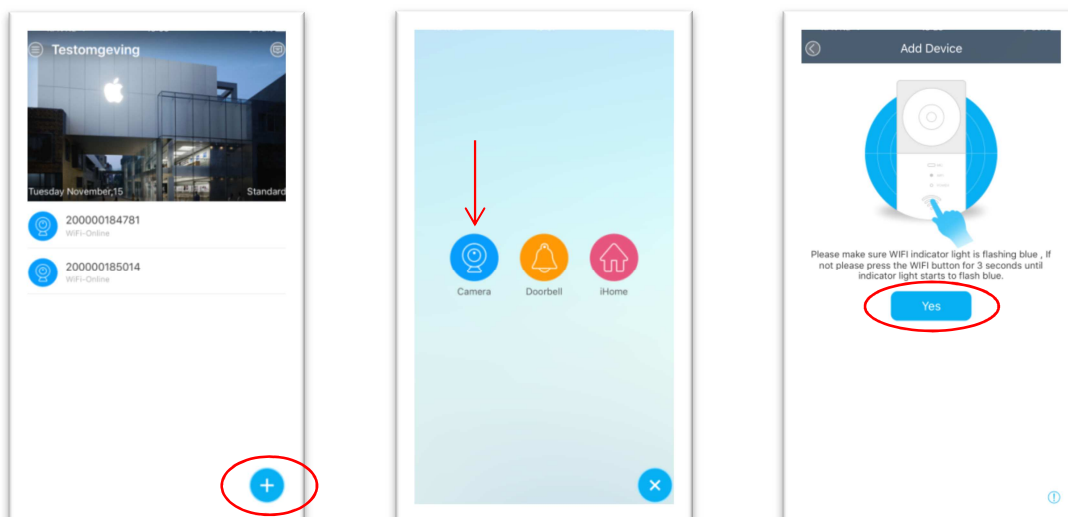 Testomgeving
Tuesday November,15 Standard
200000184781
WiFi-Online
200000185014
WiFi-Online
Camera Doorbell iHome
Add Device
Please make sure WIFI indicator light is flashing blue , If
not please press the WIFI button for 3 seconds until
indicator light starts to flash blue.
Yes